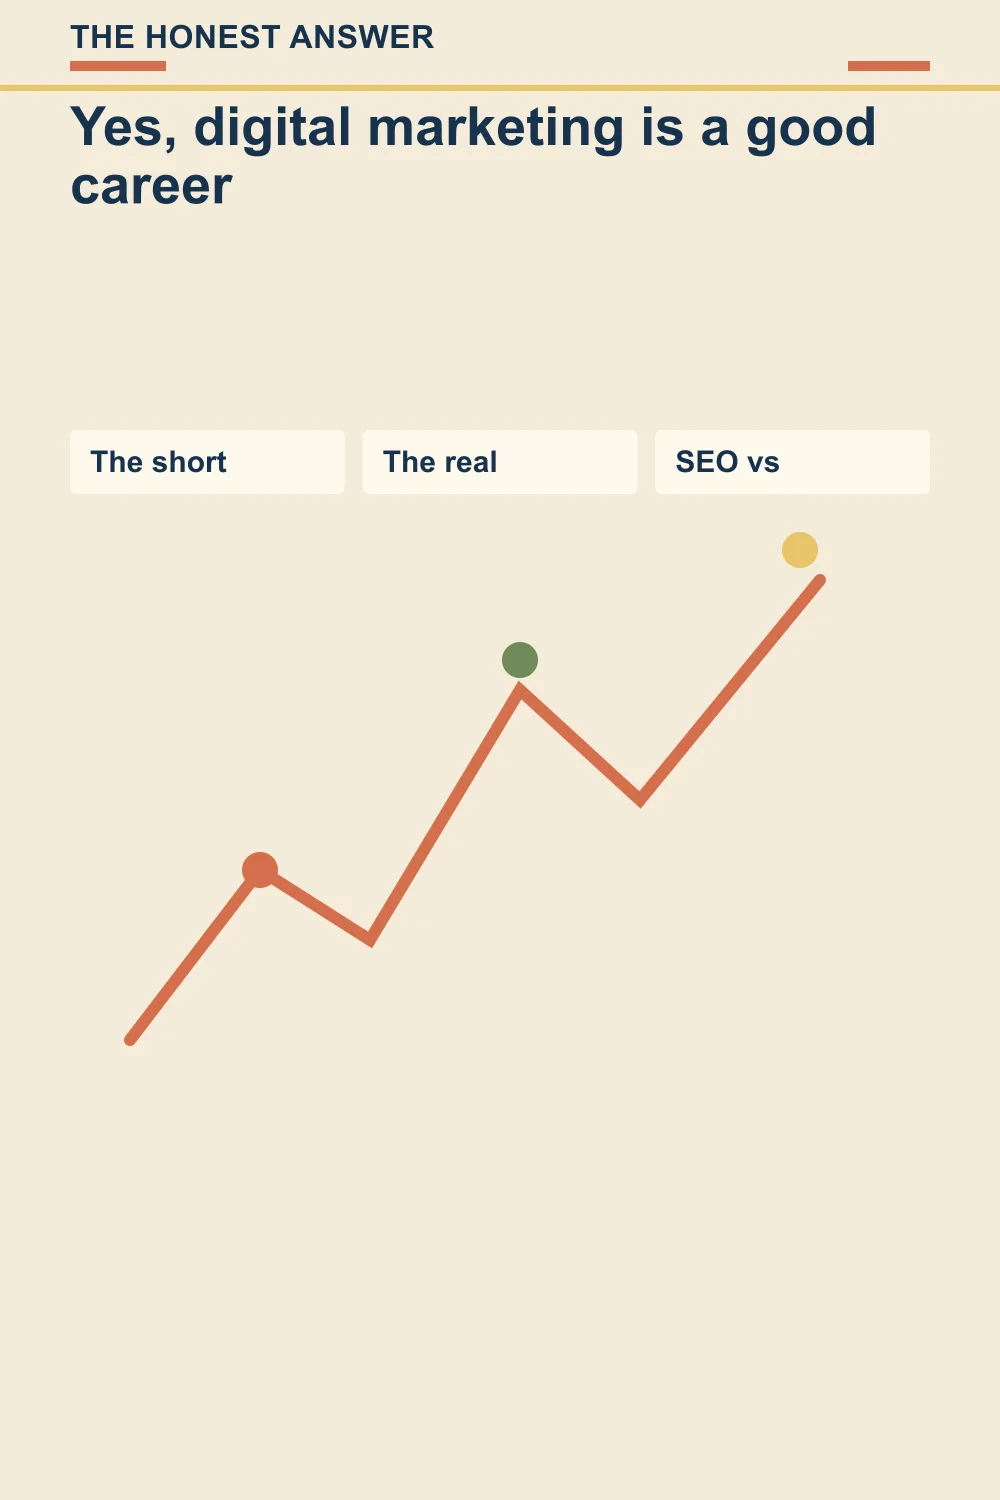 THE HONEST ANSWER
Yes, digital marketing is a good
career
The short
The real
SEO vs